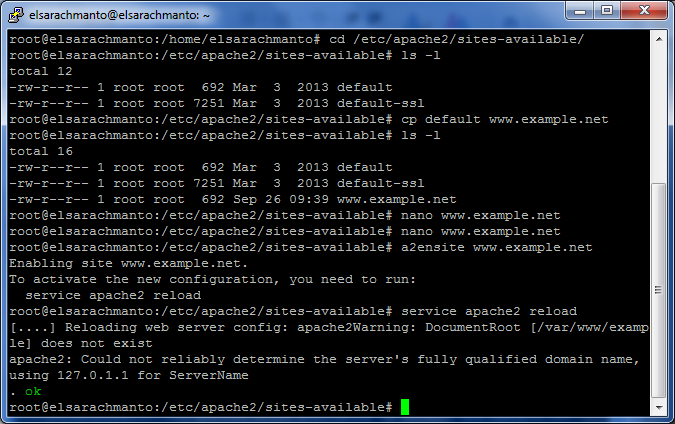 elsarachmanto@elsarachmanto: ~
root@elsarachmanto:/home/elsarachmanto# cd /etc/apache2/sites-available/
root@elsarachmanto:/etc/apache2/sites-available# ls -l
total 12
-rw-r--r-- 1 root root  692 Mar  3  2013 default
-rw-r--r-- 1 root root 7251 Mar  3  2013 default-ssl
root@elsarachmanto:/etc/apache2/sites-available# cp default www.example.net
root@elsarachmanto:/etc/apache2/sites-available# ls -l
total 16
-rw-r--r-- 1 root root  692 Mar  3  2013 default
-rw-r--r-- 1 root root 7251 Mar  3  2013 default-ssl
-rw-r--r-- 1 root root  692 Sep 26 09:39 www.example.net
root@elsarachmanto:/etc/apache2/sites-available# nano www.example.net
root@elsarachmanto:/etc/apache2/sites-available# nano www.example.net
root@elsarachmanto:/etc/apache2/sites-available# a2ensite www.example.net
Enabling site www.example.net.
To activate the new configuration, you need to run:
  service apache2 reload
root@elsarachmanto:/etc/apache2/sites-available# service apache2 reload
[....] Reloading web server config: apache2Warning: DocumentRoot [/var/www/examp
le] does not exist
apache2: Could not reliably determine the server's fully qualified domain name,
using 127.0.1.1 for ServerName
. ok
root@elsarachmanto:/etc/apache2/sites-available#